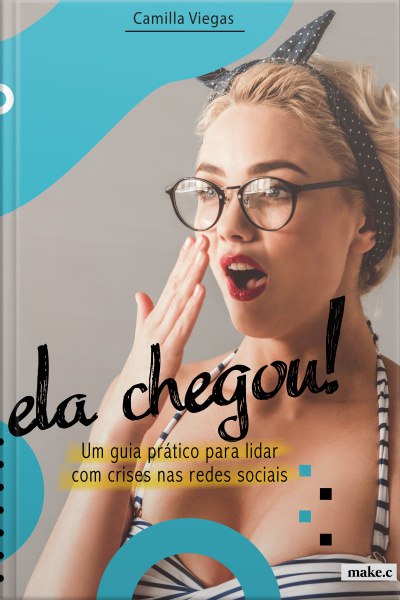 Camilla Viegas
ela chegou!
Um guia prático para lidar
com crises nas redes sociais
make.c